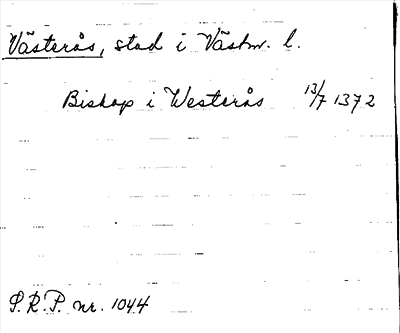 Västerås, stad i Västm. l.
Biskop i Westerås 13/7 1372
S.R.P. nr. 1044